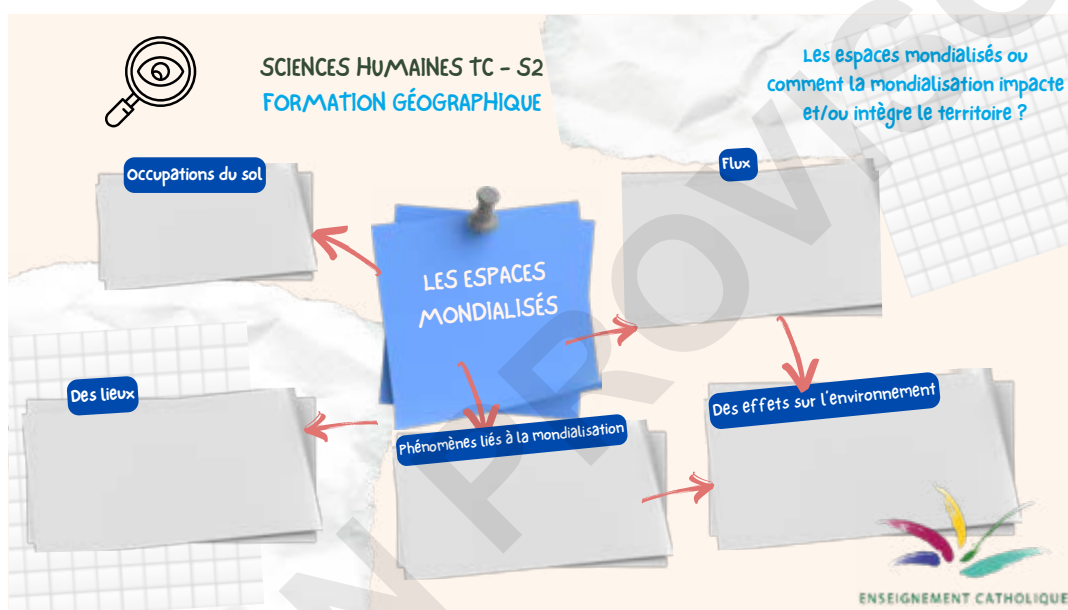 SCIENCES HUMAINES TC - S2
FORMATION GÉOGRAPHIQUE
Les espaces mondialisés ou
comment la mondialisation impacte
et/ou intègre le territoire ?
Occupations du sol
Flux
LES ESPACES
MONDIALISÉS
Des lieux
Phénomènes liés à la mondialisation
Des effets sur l'environnement
ENSEIGNEMENT CATHOLIQUE